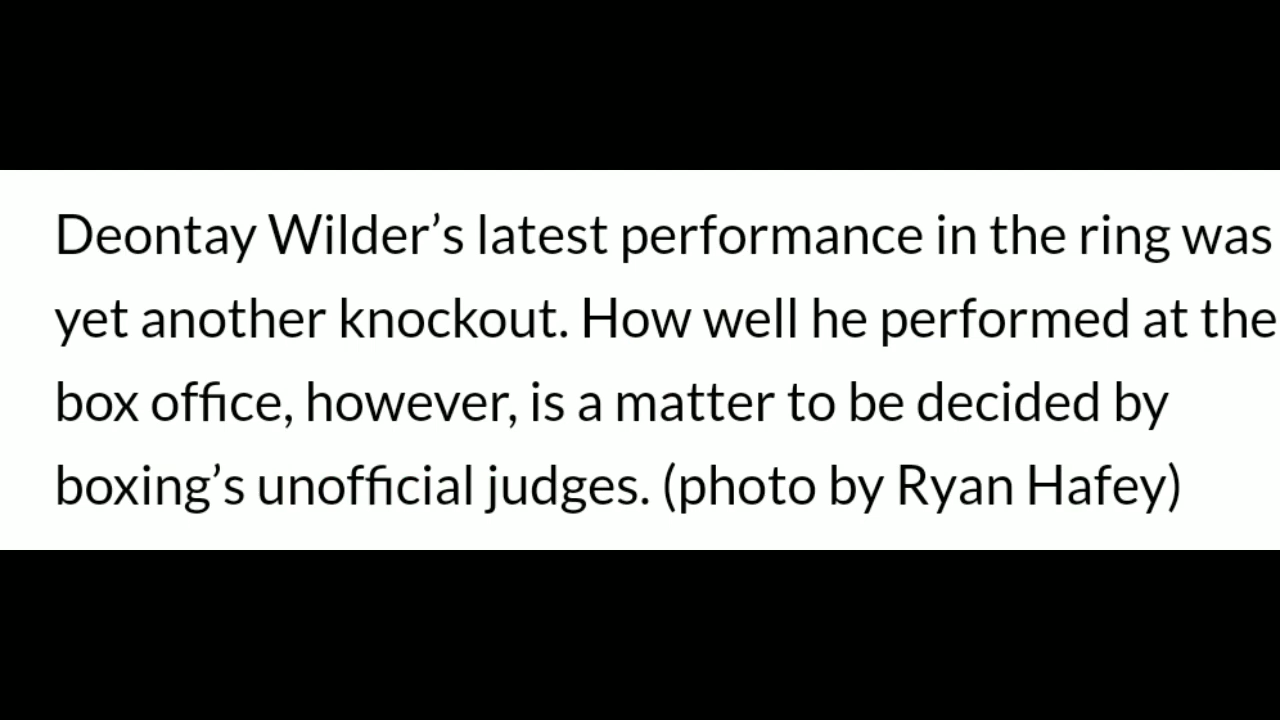 Deontay Wilder’s latest performance in the ring was
yet another knockout. How well he performed at the
box office, however, is a matter to be decided by
boxing’s unofficial judges. (photo by Ryan Hafey)